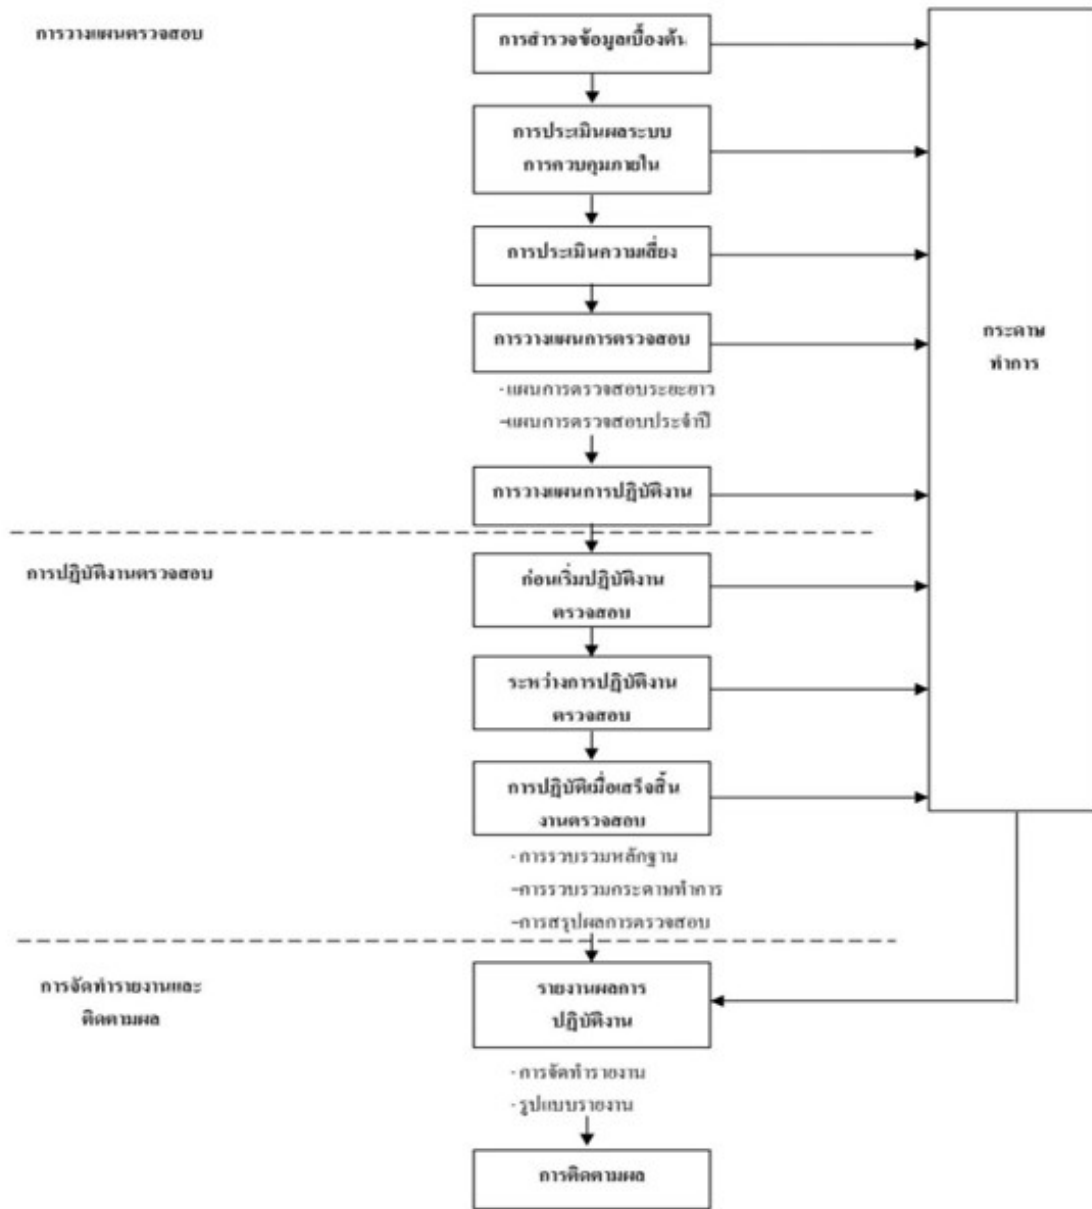 การวางแผนตรวจสอบ
การสำรวจข้อมูลเบื้องต้น
การประเมินผลระบบ
การควบคุมภายใน
การประเมินความเสี่ยง
การวางแผนการตรวจสอบ
-แผนการตรวจสอบระยะยาว
-แผนการตรวจสอบประจำปี
การวางแผนการปฏิบัติงาน
กระดาษ
ทำการ
การปฏิบัติงานตรวจสอบ
ก่อนเริ่มปฏิบัติงาน
ตรวจสอบ
ระหว่างการปฏิบัติงาน
ตรวจสอบ
การปฏิบัติเมื่อเสร็จสิ้น
งานตรวจสอบ
- การรวบรวมหลักฐาน
-การรวบรวมกระดาษทำการ
-การสรุปผลการตรวจสอบ
การจัดทำรายงานและ
ติดตามผล
รายงานผลการ
ปฏิบัติงาน
- การจัดทำรายงาน
- รูปแบบรายงาน
การติดตามผล